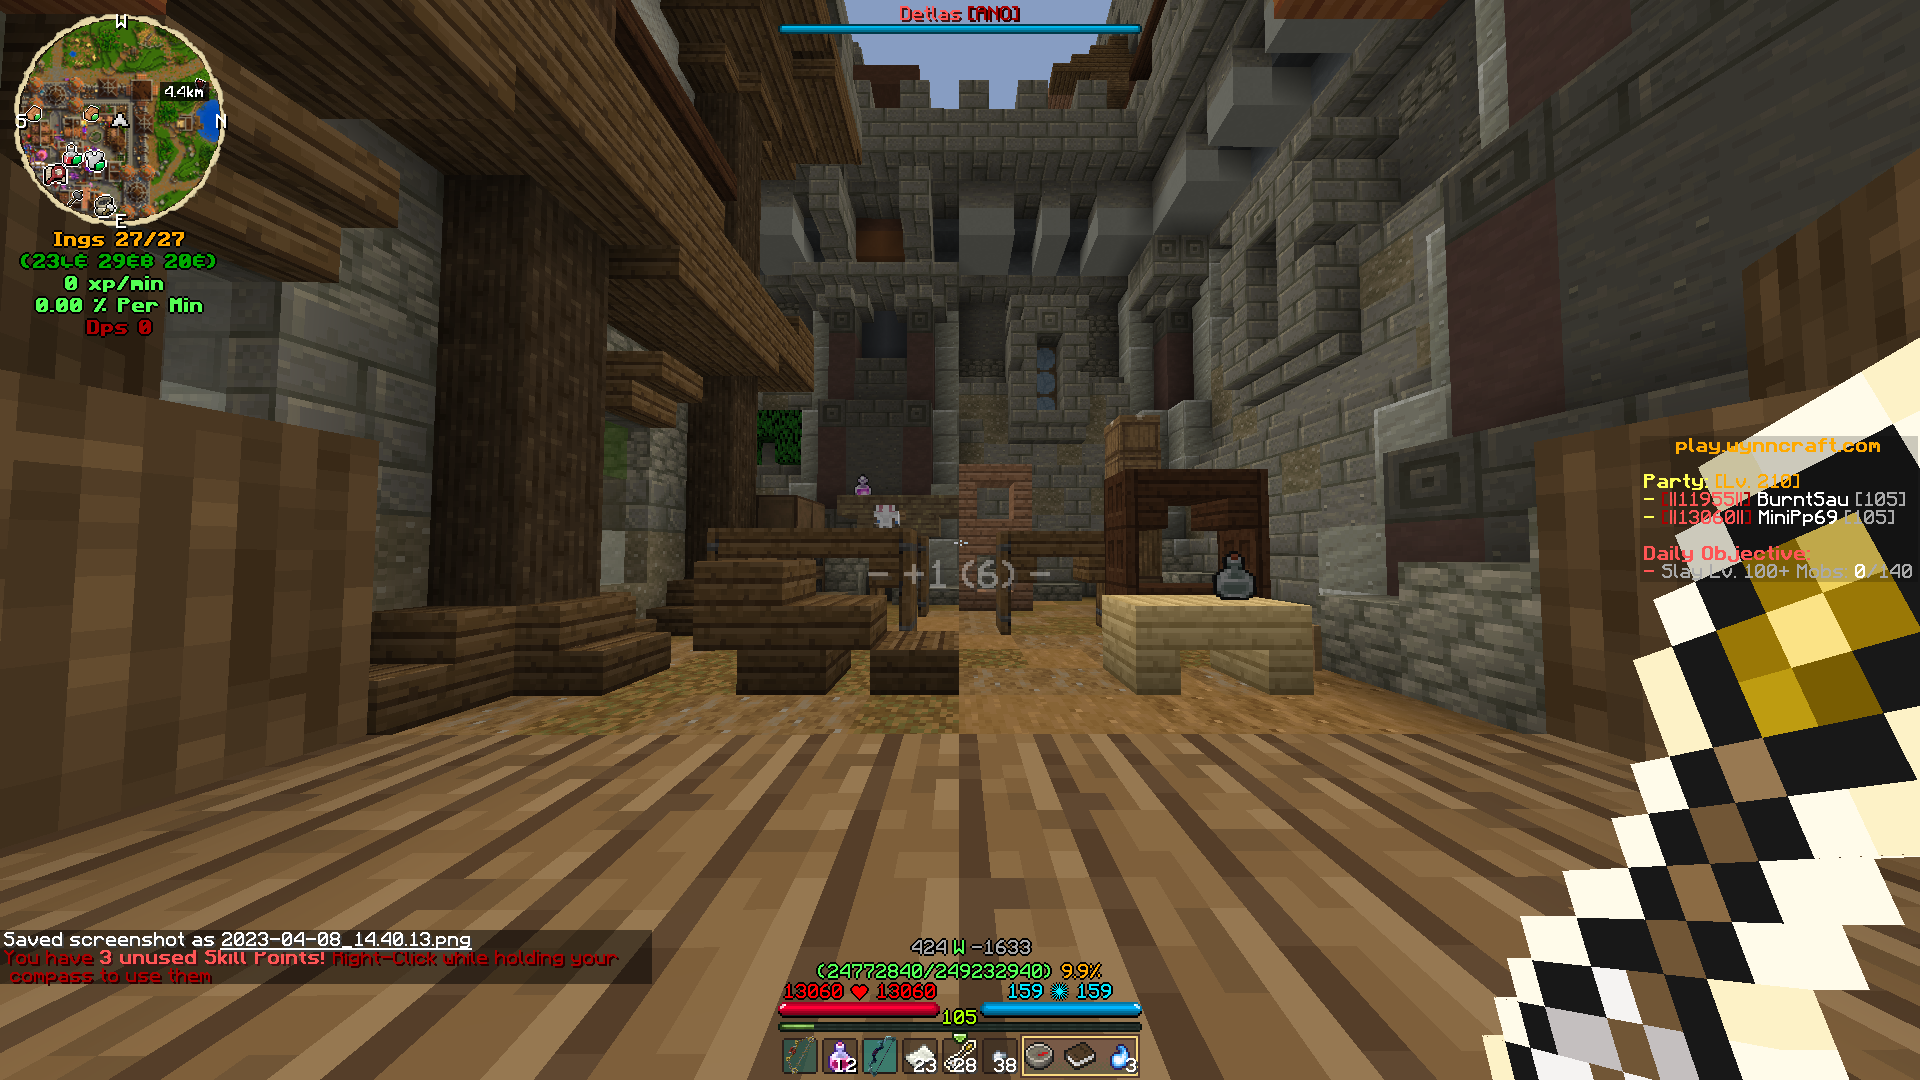 Detlas [ANO]
W
4.4km
S
N
E
Ings 27/27
0 xp/min
0.00 % Per Min
Dps 0
play.wynncraft.com
Party: [Lv. 210]
- [||11955||] BurntSau [105]
- [||13060||] MiniPp69 [105]
Daily Objective:
- Slay Lv. 100+ Mobs: 0/140
- +1 (6) -
Saved screenshot as 2023-04-08_14.40.13.png
You have 3 unused Skill Points! Right-Click while holding your
compass to use them
424 W -1633
(24772840/249232940) 9.9%
13060 ❤ 13060 159 159
105
12 23 28 38 3